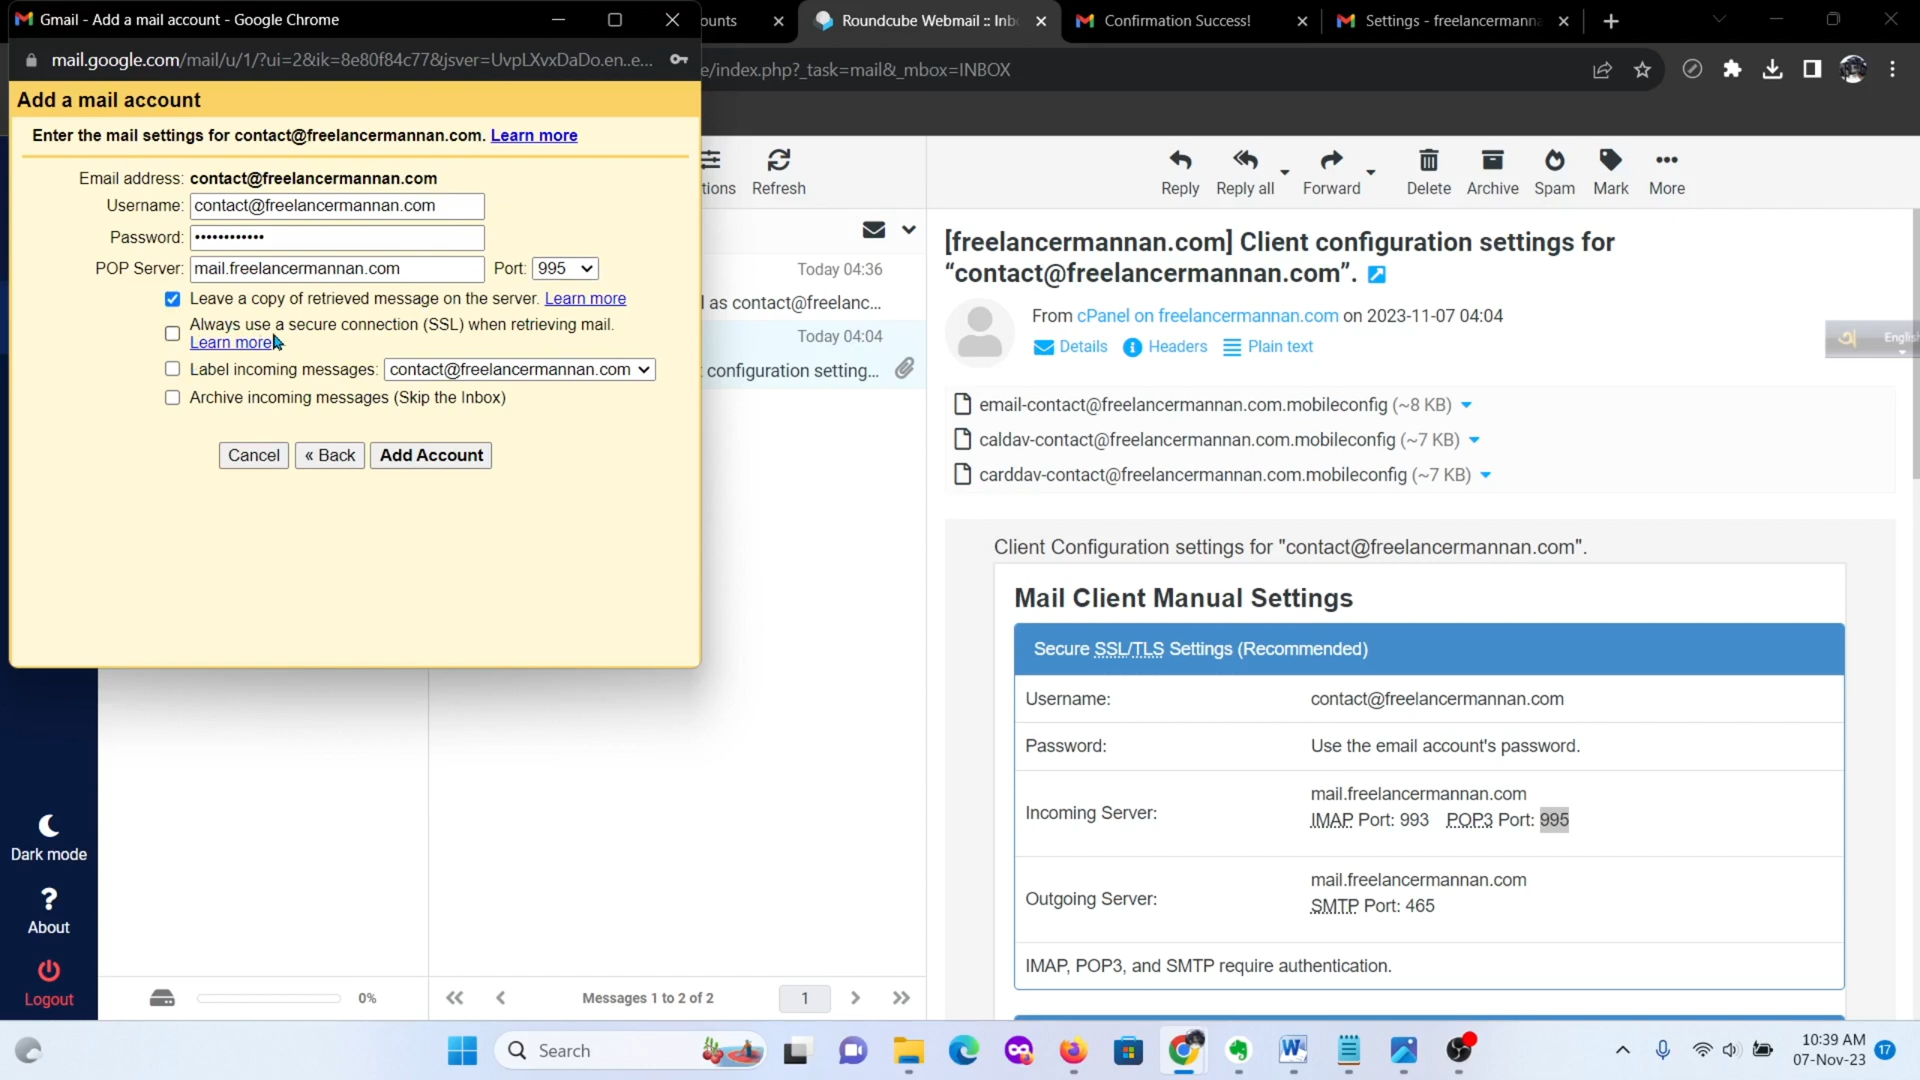 Gmail - Add a mail account - Google Chrome
ounts
Roundcube Webmail :: Inb
Confirmation Success!
Settings - freelancermanna
mail.google.com/mail/u/1/?ui=2&ik=8e80f84c77&jsver=UvpLXvxDaDo.en..e...
e/index.php?_task=mail&_mbox=INBOX
Add a mail account
Enter the mail settings for contact@freelancermannan.com. Learn more
Email address: contact@freelancermannan.com
Username: contact@freelancermannan.com
Password: ••••••••••••
POP Server: mail.freelancermannan.com Port: 995
Leave a copy of retrieved message on the server. Learn more
Always use a secure connection (SSL) when retrieving mail.
Learn more
Label incoming messages: contact@freelancermannan.com
Archive incoming messages (Skip the Inbox)
Cancel « Back Add Account
tions Refresh
Today 04:36
l as contact@freelanc...
Today 04:04
configuration setting...
Reply Reply all Forward Delete Archive Spam Mark More
[freelancermannan.com] Client configuration settings for
“contact@freelancermannan.com”.
From cPanel on freelancermannan.com on 2023-11-07 04:04
Details Headers Plain text
অ Englis
email-contact@freelancermannan.com.mobileconfig (~8 KB)
caldav-contact@freelancermannan.com.mobileconfig (~7 KB)
carddav-contact@freelancermannan.com.mobileconfig (~7 KB)
Client Configuration settings for "contact@freelancermannan.com".
Mail Client Manual Settings
Secure SSL/TLS Settings (Recommended)
Username: contact@freelancermannan.com
Password: Use the email account's password.
Incoming Server: mail.freelancermannan.com
IMAP Port: 993 POP3 Port: 995
Outgoing Server: mail.freelancermannan.com
SMTP Port: 465
IMAP, POP3, and SMTP require authentication.
Dark mode
About
Logout
0%
Messages 1 to 2 of 2
1
Search
10:39 AM
07-Nov-23
17